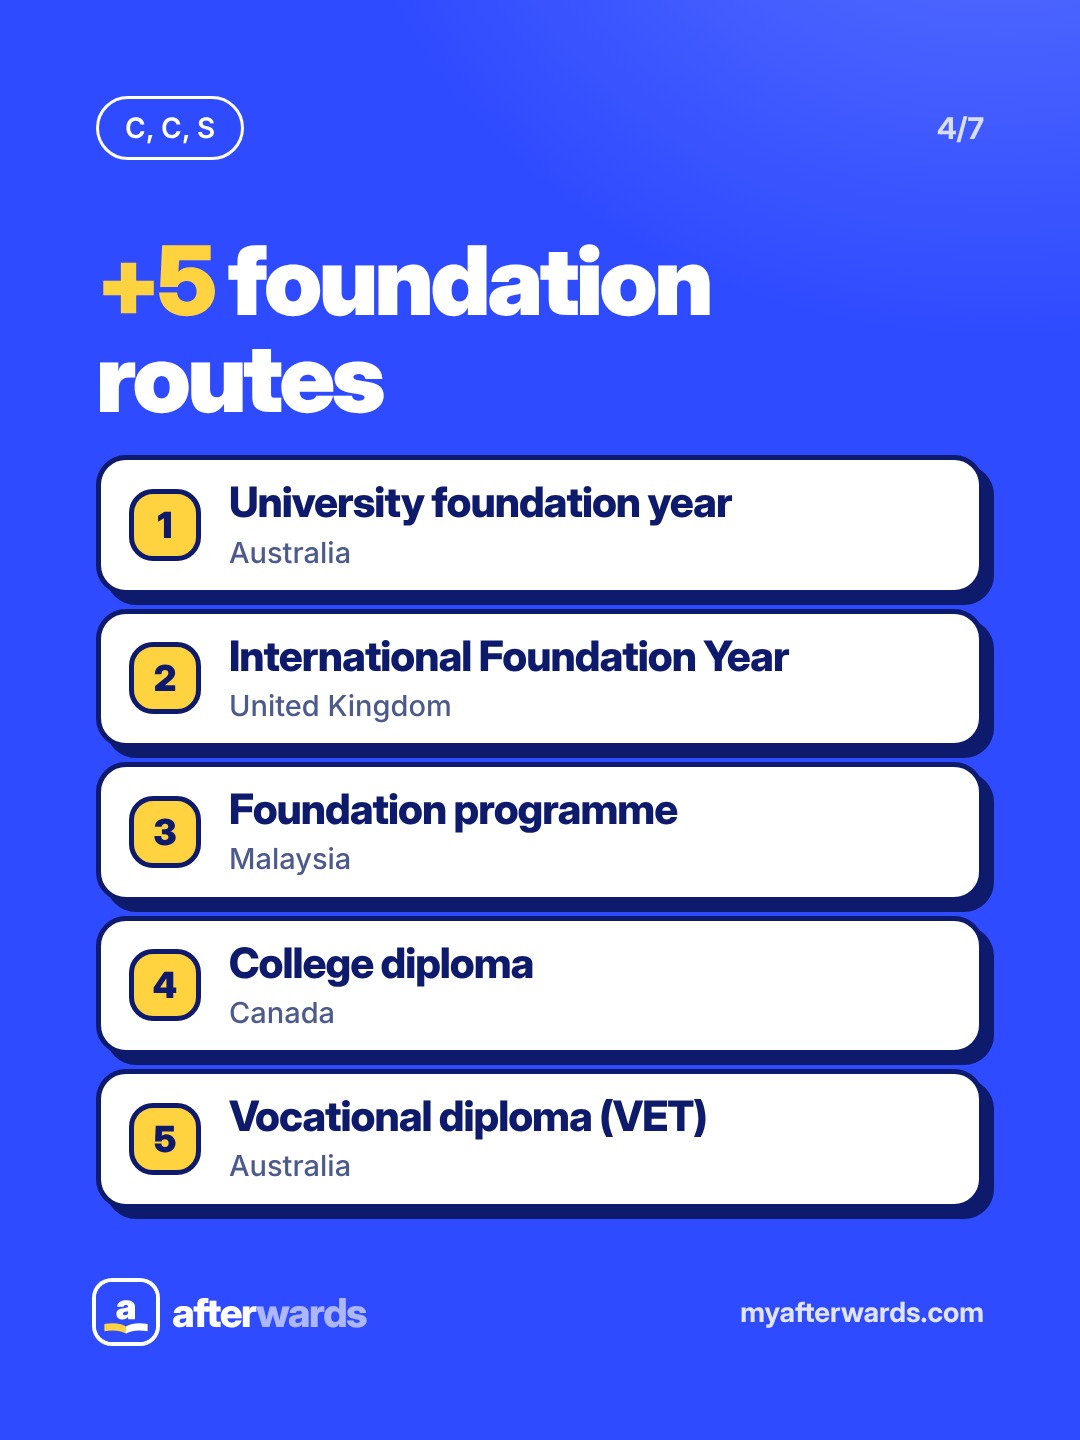 C, C, S
4/7
+5 foundation
routes
1
University foundation year
Australia
2
International Foundation Year
United Kingdom
3
Foundation programme
Malaysia
4
College diploma
Canada
5
Vocational diploma (VET)
Australia
a
afterwards
myafterwards.com